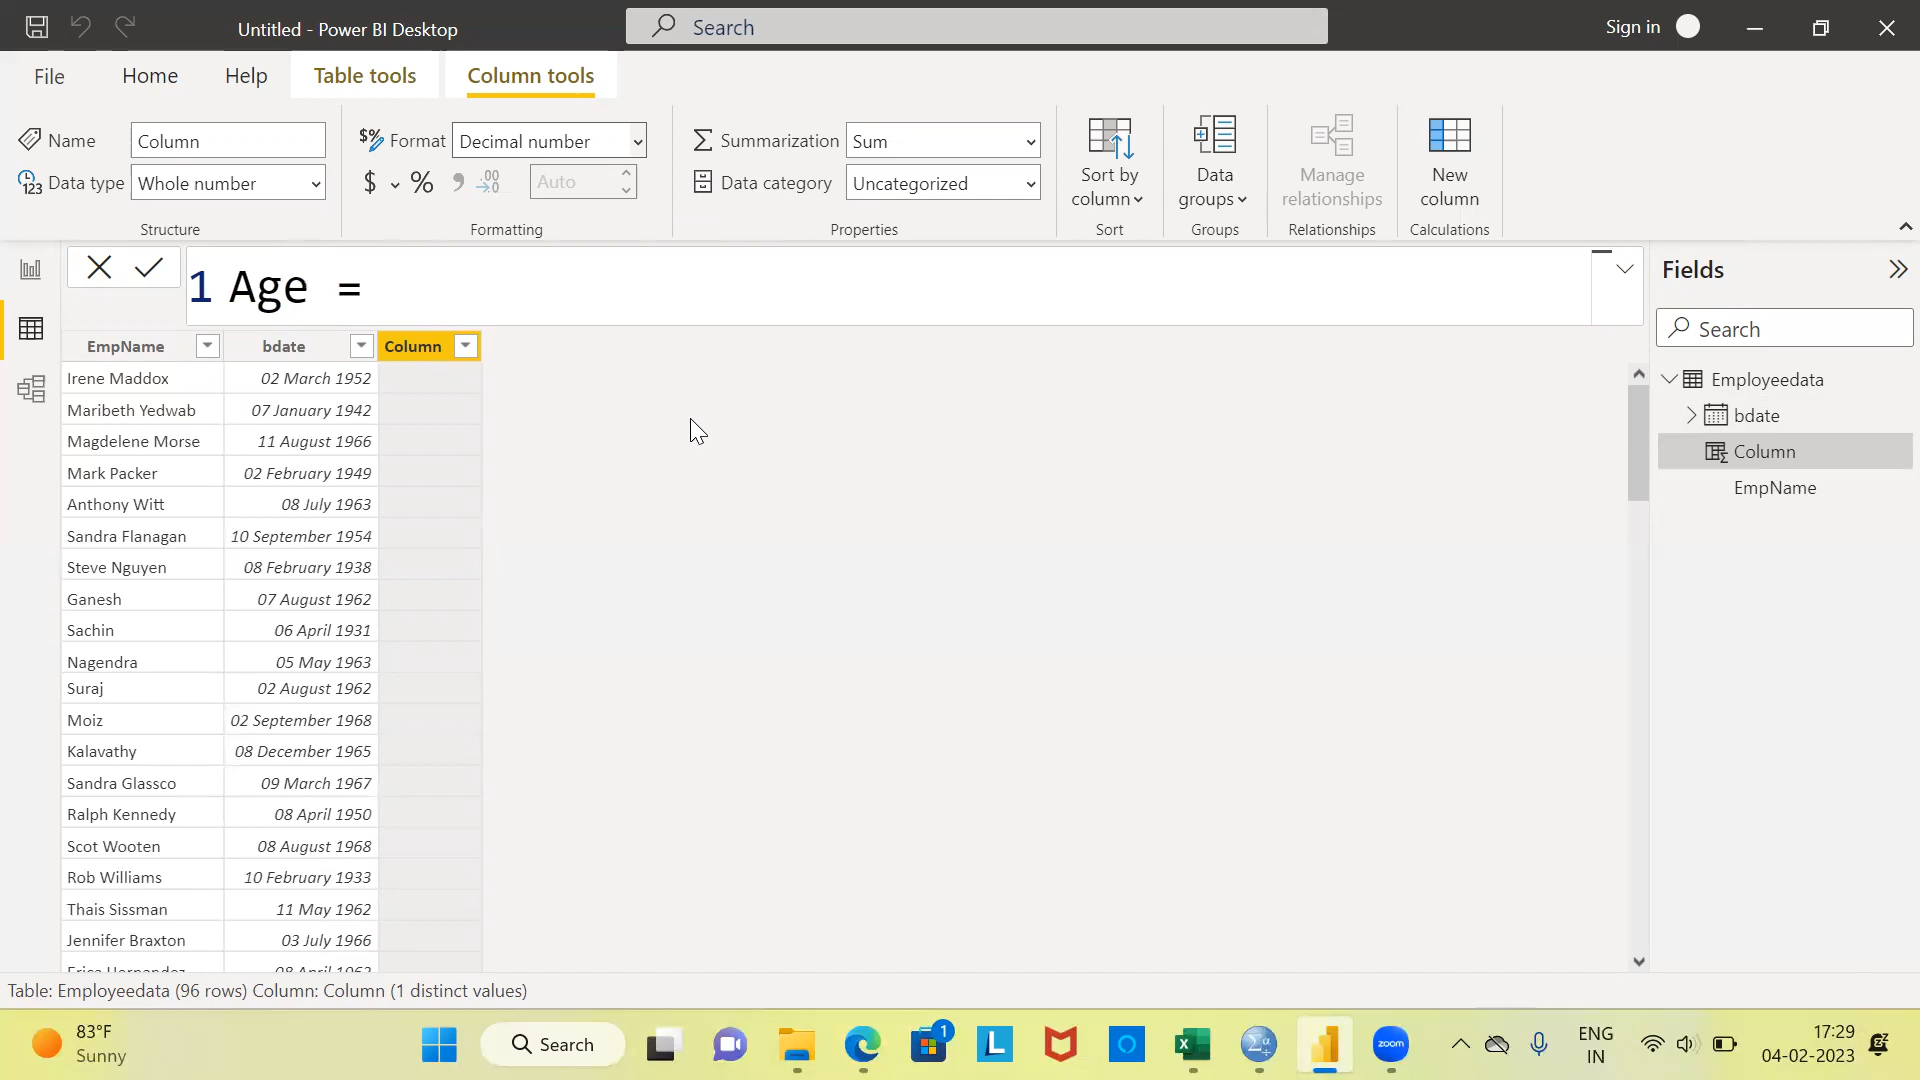 Untitled - Power BI Desktop
Search
Sign in
File
Home
Help
Table tools
Column tools
Name
Column
Format
Decimal number
Summarization
Sum
Data type
Whole number
$
%
Auto
Data category
Uncategorized
Sort by
column
Data
groups
Manage
relationships
New
column
Structure
Formatting
Properties
Sort
Groups
Relationships
Calculations
1 Age =
Fields
Search
EmpName
bdate
Column
Irene Maddox 02 March 1952
Maribeth Yedwab 07 January 1942
Magdelene Morse 11 August 1966
Mark Packer 02 February 1949
Anthony Witt 08 July 1963
Sandra Flanagan 10 September 1954
Steve Nguyen 08 February 1938
Ganesh 07 August 1962
Sachin 06 April 1931
Nagendra 05 May 1963
Suraj 02 August 1962
Moiz 02 September 1968
Kalavathy 08 December 1965
Sandra Glassco 09 March 1967
Ralph Kennedy 08 April 1950
Scot Wooten 08 August 1968
Rob Williams 10 February 1933
Thais Sissman 11 May 1962
Jennifer Braxton 03 July 1966
Employeedata
bdate
Column
EmpName
Table: Employeedata (96 rows) Column: Column (1 distinct values)
83°F
Sunny
Search
1
L
zoom
ENG
IN
17:29
04-02-2023